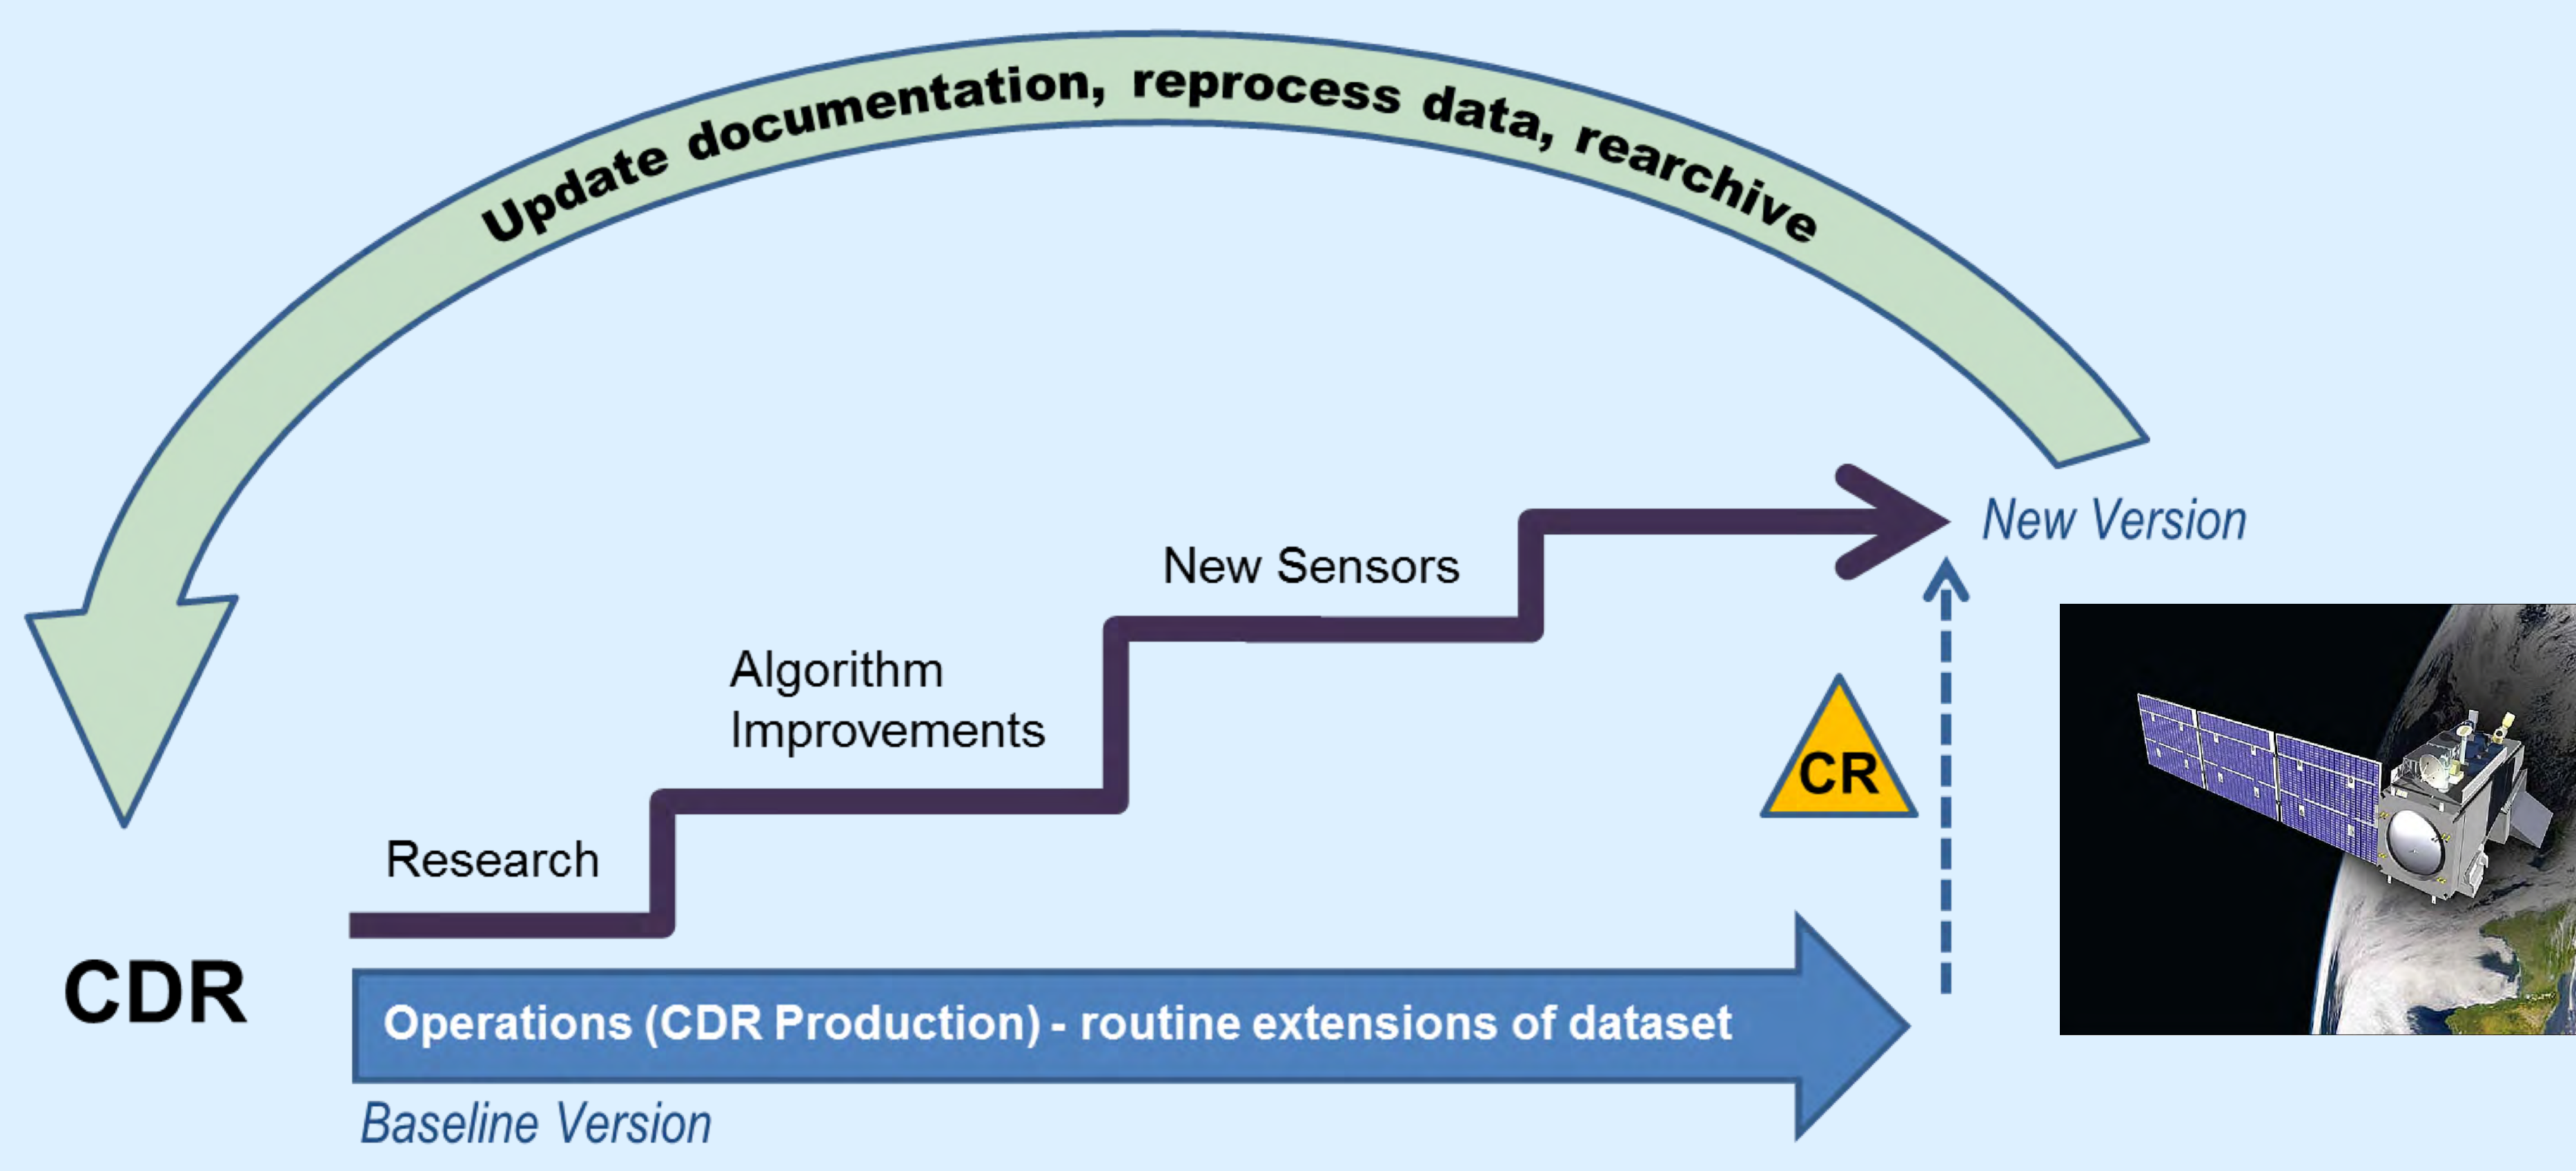 Update documentation, reprocess data, rearchive
New Version
New Sensors
Algorithm
Improvements
CR
Research
CDR
Operations (CDR Production) - routine extensions of dataset
Baseline Version